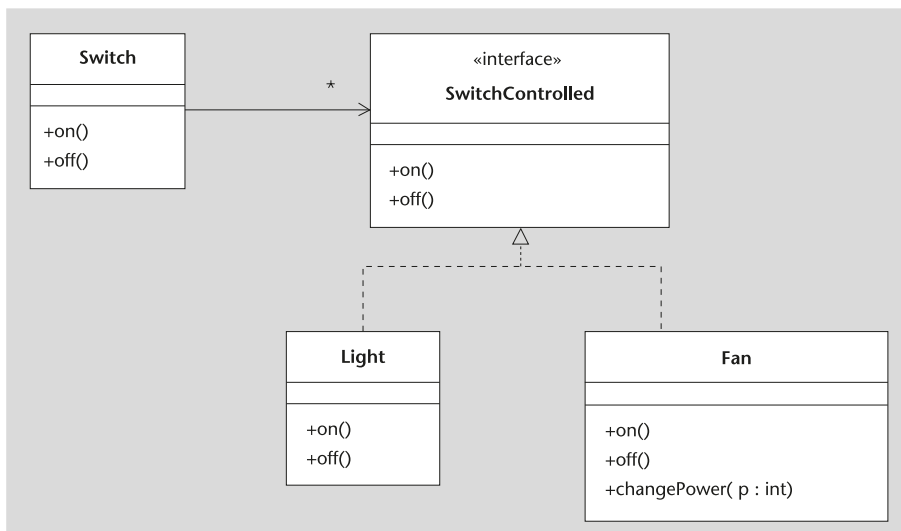 Switch
+on()
+off()
*
«interface»
SwitchControlled
+on()
+off()
Light
+on()
+off()
Fan
+on()
+off()
+changePower( p : int)